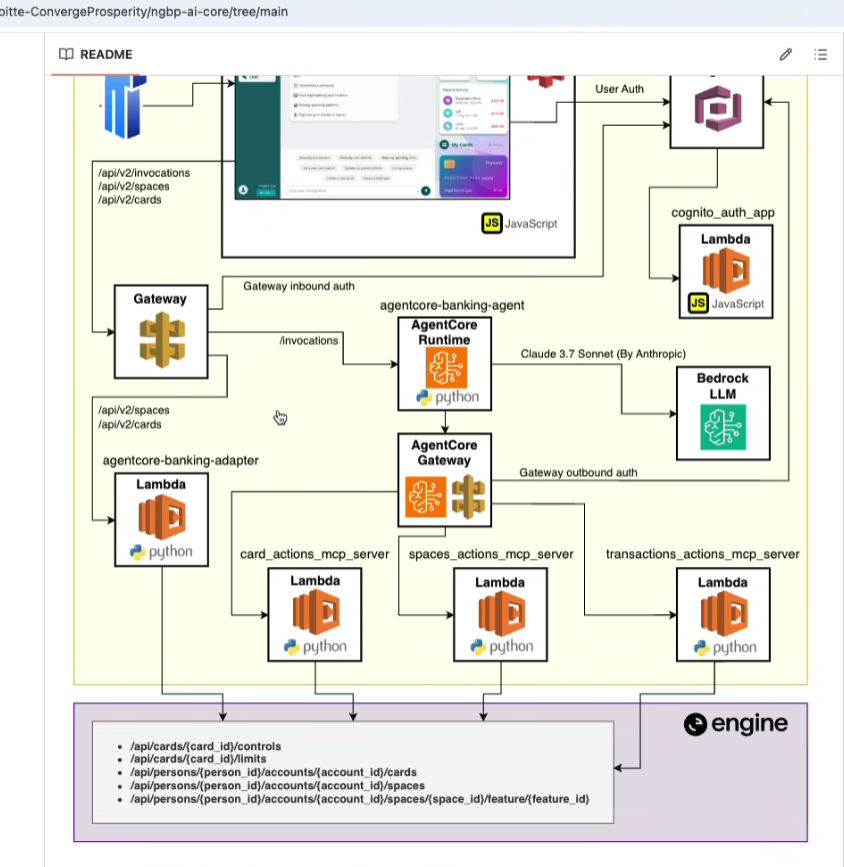 oitte-ConvergeProsperity/ngbp-ai-core/tree/main
README
User Auth
My Cards
Physical
/api/v2/invocations
/api/v2/spaces
/api/v2/cards
JS JavaScript
cognito_auth_app
Lambda
JS JavaScript
Gateway
Gateway inbound auth
agentcore-banking-agent
AgentCore
Runtime
python
/invocations
Claude 3.7 Sonnet (By Anthropic)
Bedrock
LLM
/api/v2/spaces
/api/v2/cards
AgentCore
Gateway
Gateway outbound auth
agentcore-banking-adapter
Lambda
python
card_actions_mcp_server
spaces_actions_mcp_server
transactions_actions_mcp_server
Lambda
python
Lambda
python
Lambda
python
engine
• /api/cards/{card_id}/controls
• /api/cards/{card_id}/limits
• /api/persons/{person_id}/accounts/{account_id}/cards
• /api/persons/{person_id}/accounts/{account_id}/spaces
• /api/persons/{person_id}/accounts/{account_id}/spaces/{space_id}/feature/{feature_id}